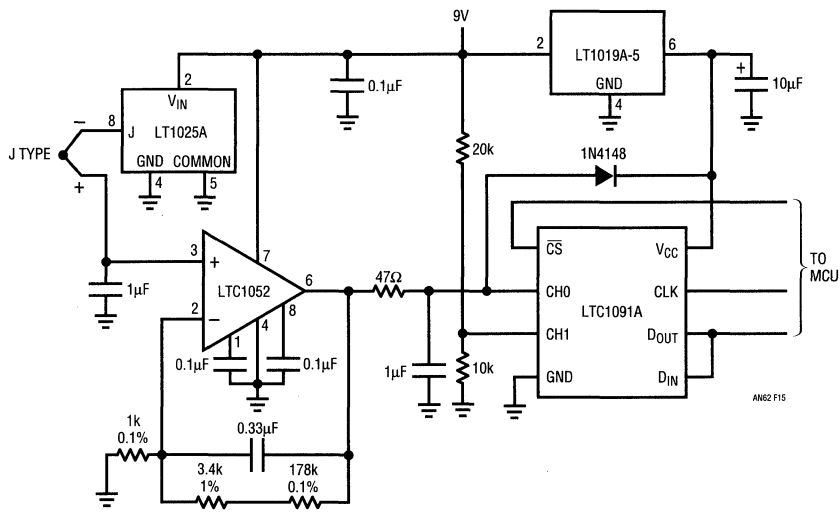 9V
2
LT1019A-5
6
GND
4
+
10µF
2
VIN
0.1µF
8
J
LT1025A
GND
COMMON
4
5
–
J TYPE
+
20k
1N4148
3
+
7
LTC1052
6
2
–
1
4
8
1µF
0.1µF
0.1µF
47Ω
1µF
10k
CS
VCC
CH0
CLK
LTC1091A
CH1
DOUT
GND
DIN
TO
MCU
AN62 F15
1k
0.1%
0.33µF
3.4k
1%
178k
0.1%